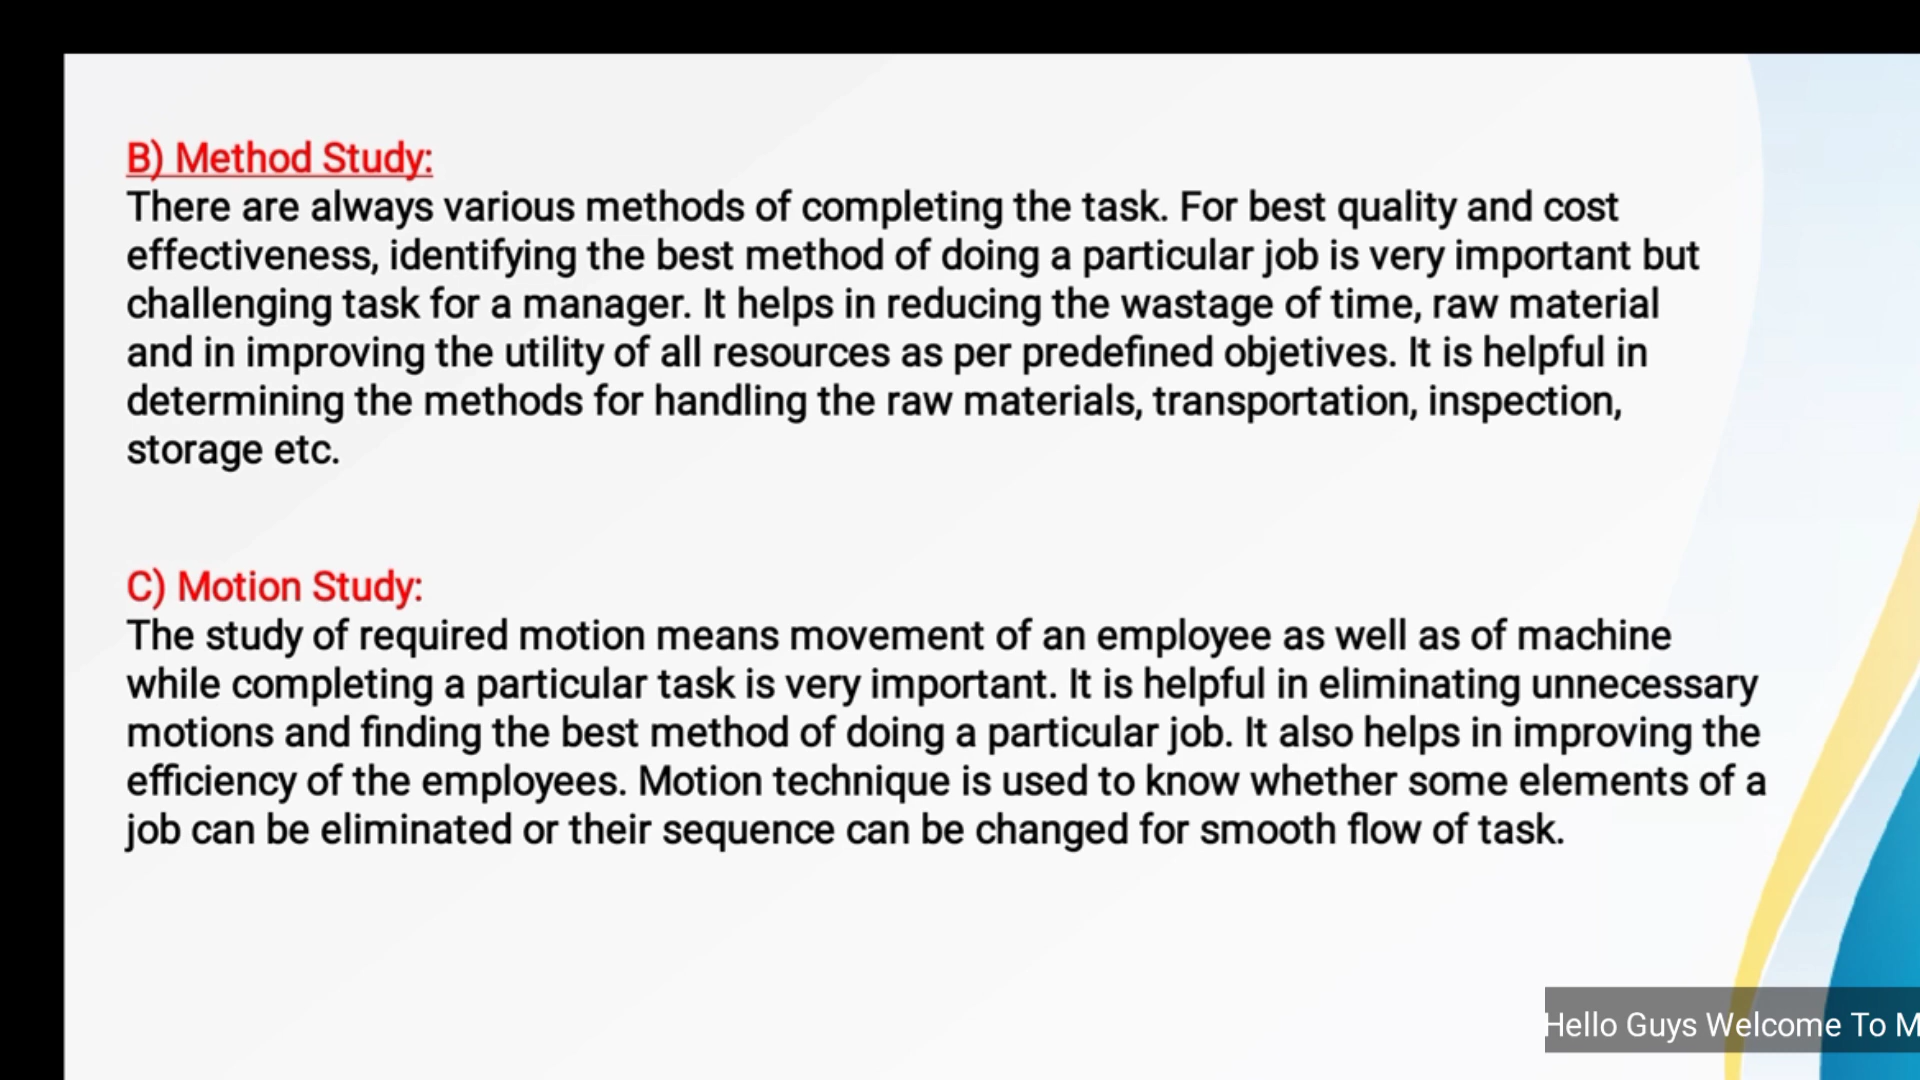 B) Method Study:
There are always various methods of completing the task. For best quality and cost
effectiveness, identifying the best method of doing a particular job is very important but
challenging task for a manager. It helps in reducing the wastage of time, raw material
and in improving the utility of all resources as per predefined objetives. It is helpful in
determining the methods for handling the raw materials, transportation, inspection,
storage etc.
C) Motion Study:
The study of required motion means movement of an employee as well as of machine
while completing a particular task is very important. It is helpful in eliminating unnecessary
motions and finding the best method of doing a particular job. It also helps in improving the
efficiency of the employees. Motion technique is used to know whether some elements of a
job can be eliminated or their sequence can be changed for smooth flow of task.
Hello Guys Welcome To M